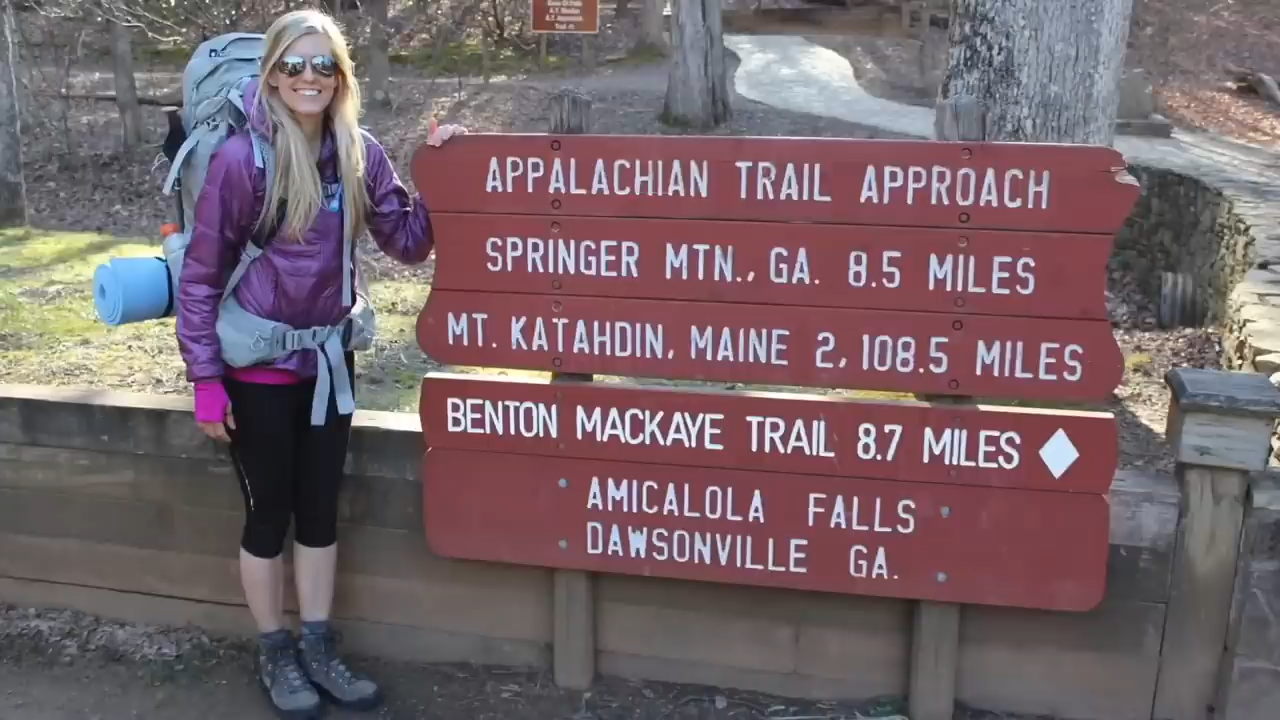 APPALACHIAN TRAIL APPROACH
SPRINGER MTN., GA. 8.5 MILES
MT. KATAHDIN, MAINE 2,108.5 MILES
BENTON MACKAYE TRAIL 8.7 MILES
AMICALOLA FALLS
DAWSONVILLE GA.